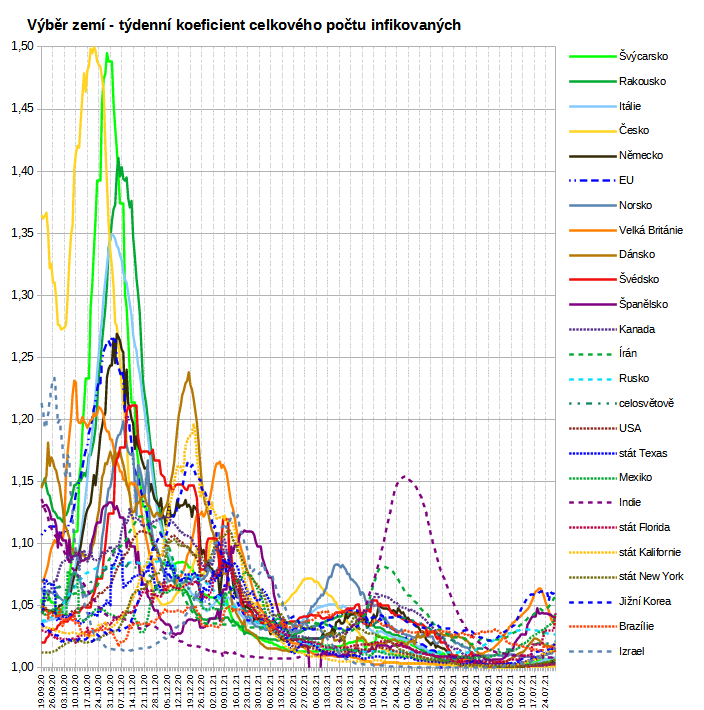 Výběr zemí - týdenní koeficient celkového počtu infikovaných
1,50
1,45
1,40
1,35
1,30
1,25
1,20
1,15
1,10
1,05
1,00
19.09.20
26.09.20
03.10.20
10.10.20
17.10.20
24.10.20
31.10.20
07.11.20
14.11.20
21.11.20
28.11.20
05.12.20
12.12.20
19.12.20
26.12.20
02.01.21
09.01.21
16.01.21
23.01.21
30.01.21
06.02.21
13.02.21
20.02.21
27.02.21
06.03.21
13.03.21
20.03.21
27.03.21
03.04.21
10.04.21
17.04.21
24.04.21
01.05.21
08.05.21
15.05.21
22.05.21
29.05.21
05.06.21
12.06.21
19.06.21
26.06.21
03.07.21
10.07.21
17.07.21
24.07.21
Švýcarsko
Rakousko
Itálie
Česko
Německo
EU
Norsko
Velká Británie
Dánsko
Švédsko
Španělsko
Kanada
Írán
Rusko
celosvětově
USA
stát Texas
Mexiko
Indie
stát Florida
stát Kalifornie
stát New York
Jižní Korea
Brazílie
Izrael